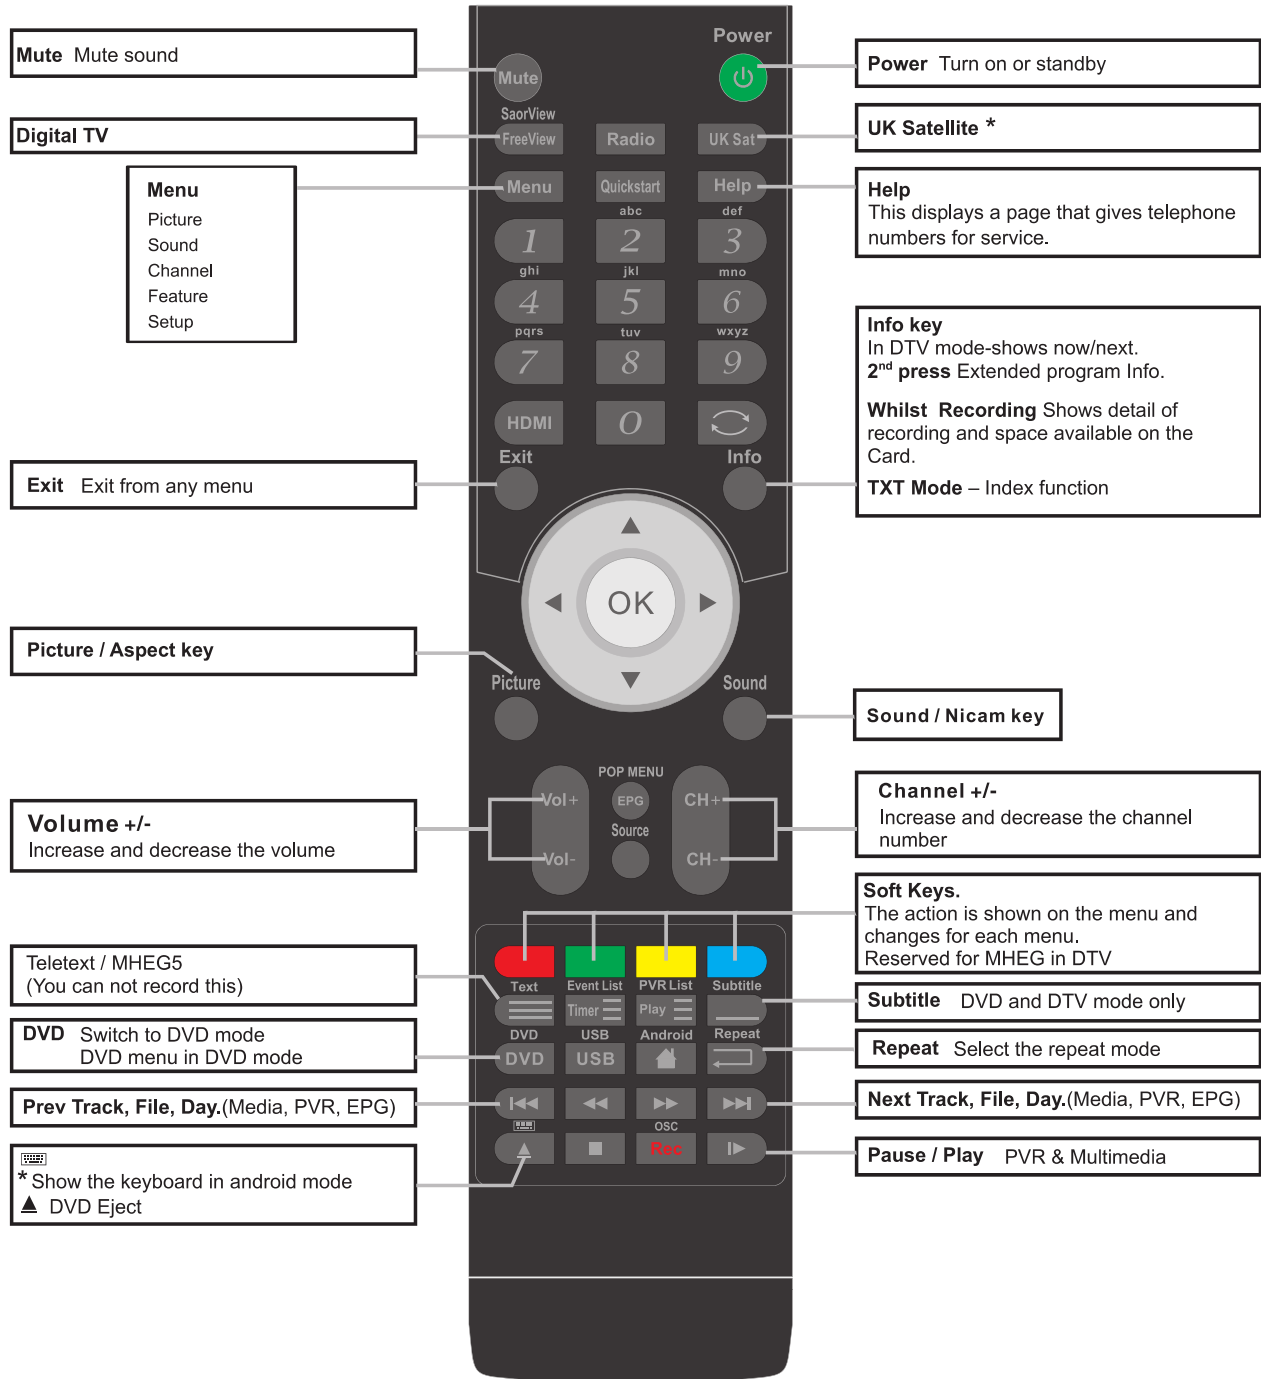 Mute Mute sound
Digital TV
Menu
Picture
Sound
Channel
Feature
Setup
Exit Exit from any menu
Picture / Aspect key
Volume +/-
Increase and decrease the volume
Teletext / MHEG5
(You can not record this)
DVD Switch to DVD mode
DVD menu in DVD mode
Prev Track, File, Day.(Media, PVR, EPG)
* Show the keyboard in android mode
DVD Eject
Power
Mute
SaorView
FreeView Radio UK Sat
Menu Quickstart Help
abc def
1 2 3
ghi jkl mno
4 5 6
pqrs tuv wxyz
7 8 9
HDMI 0
Exit Info
OK
Picture Sound
POP MENU
Vol+ EPG CH+
Source
Vol- CH-
Text Event List PVR List Subtitle
Timer Play
DVD USB Android Repeat
DVD USB
OSC
Rec
Power Turn on or standby
UK Satellite *
Help
This displays a page that gives telephone
numbers for service.
Info key
In DTV mode-shows now/next.
2nd press Extended program Info.
Whilst Recording Shows detail of
recording and space available on the
Card.
TXT Mode – Index function
Sound / Nicam key
Channel +/-
Increase and decrease the channel
number
Soft Keys.
The action is shown on the menu and
changes for each menu.
Reserved for MHEG in DTV
Subtitle DVD and DTV mode only
Repeat Select the repeat mode
Next Track, File, Day.(Media, PVR, EPG)
Pause / Play PVR & Multimedia